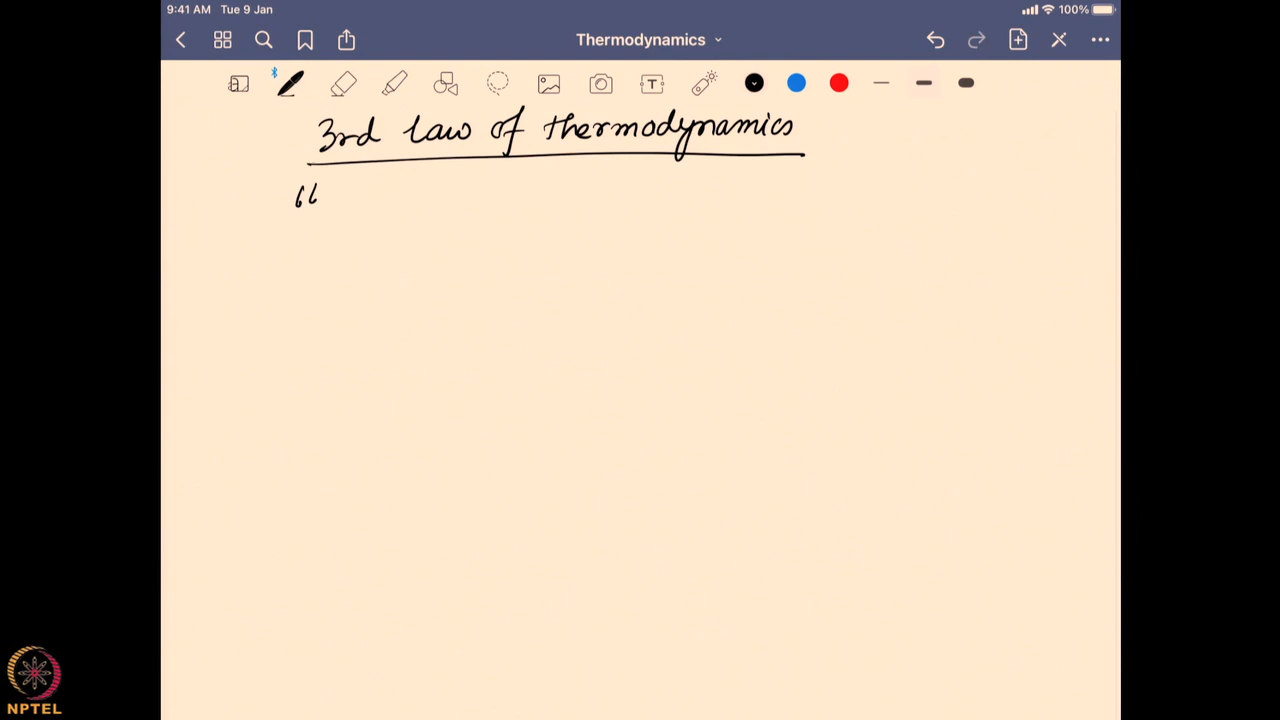 9:41 AM Tue 9 Jan
100%
Thermodynamics
3rd law of thermodynamics
“
NPTEL